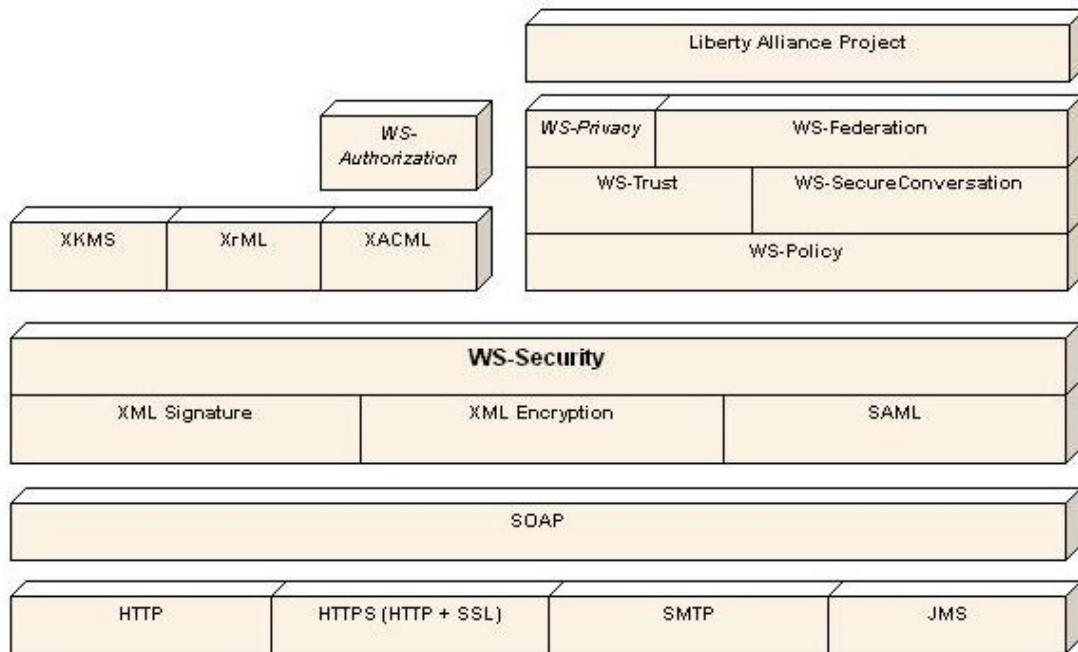 Liberty Alliance Project
WS-
Authorization
WS-Privacy
WS-Federation
WS-Trust
WS-SecureConversation
XKMS
XrML
XACML
WS-Policy
WS-Security
XML Signature
XML Encryption
SAML
SOAP
HTTP
HTTPS (HTTP + SSL)
SMTP
JMS